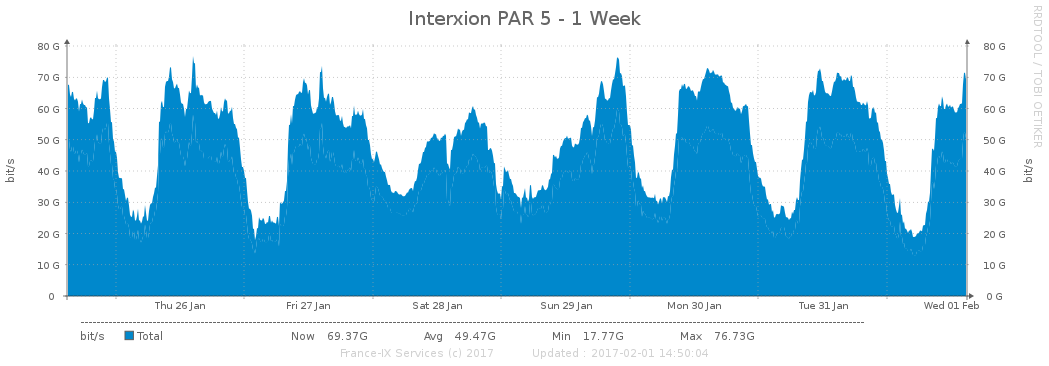 Interxion PAR 5 - 1 Week
RRDTOOL / TOBI OETIKER
80 G 80 G
70 G 70 G
60 G 60 G
50 G 50 G
40 G 40 G
30 G 30 G
20 G 20 G
10 G 10 G
0 0 G
bit/s bit/s
Thu 26 Jan Fri 27 Jan Sat 28 Jan Sun 29 Jan Mon 30 Jan Tue 31 Jan Wed 01 Feb
bit/s Total Now 69.37G Avg 49.47G Min 17.77G Max 76.73G
France-IX Services (c) 2017 Updated : 2017-02-01 14:50:04